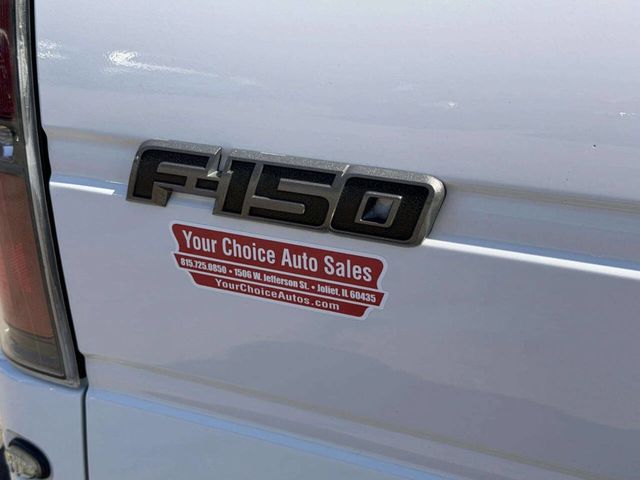 F-150
Your Choice Auto Sales
815.725.0850 • 1506 W. Jefferson St. • Joliet, IL 60435
YourChoiceAutos.com